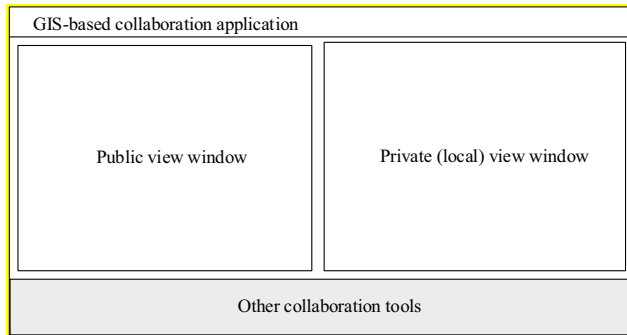 GIS-based collaboration application
Public view window
Private (local) view window
Other collaboration tools